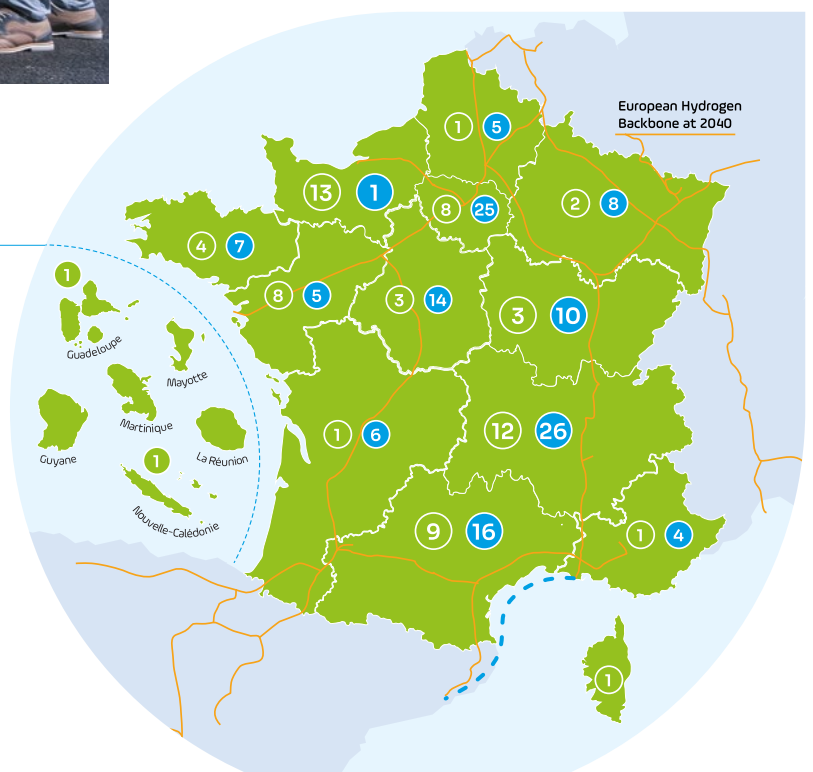 European Hydrogen
Backbone at 2040
1 5
13 1
8 25
2 8
4 7
1
8 5
3 14
3 10
Guadeloupe
Mayotte
Martinique
1 6
12 26
Guyane
La Réunion
1
Nouvelle-Calédonie
9 16
1 4
1